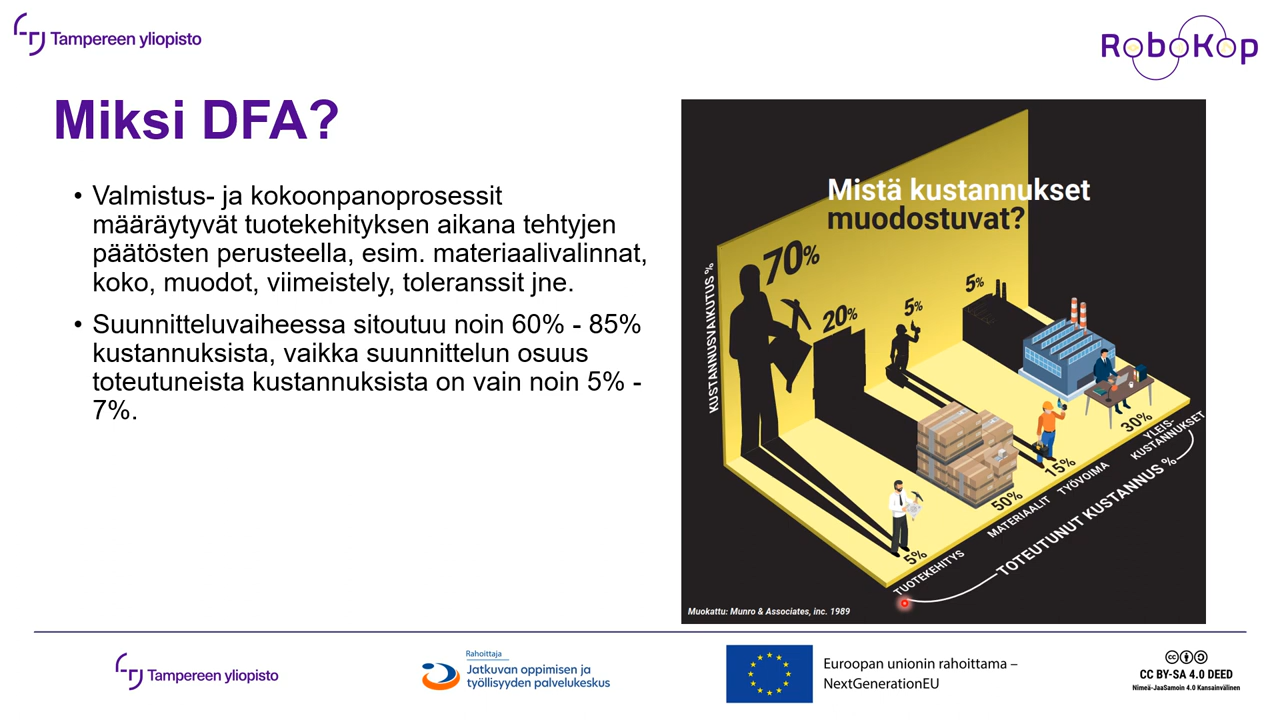 Tampereen yliopisto
RoboKop
Miksi DFA?
• Valmistus- ja kokoonpanoprosessit
määräytyvät tuotekehityksen aikana tehtyjen
päätösten perusteella, esim. materiaalivalinnat,
koko, muodot, viimeistely, toleranssit jne.
• Suunnitteluvaiheessa sitoutuu noin 60% - 85%
kustannuksista, vaikka suunnittelun osuus
toteutuneista kustannuksista on vain noin 5% -
7%.
Mistä kustannukset
muodostuvat?
KUSTANNUSVAIKUTUS %
70%
20%
5%
5%
5%
TUOTEKEHITYS
50%
MATERIAALIT
15%
TYÖVOIMA
30%
YLEIS-
KUSTANNUKSET
TOTEUTUNUT KUSTANNUS %
Muokattu: Munro & Associates, inc. 1989
Tampereen yliopisto
Rahoittaja
Jatkuvan oppimisen ja
työllisyyden palvelukeskus
Euroopan unionin rahoittama –
NextGenerationEU
CC BY-SA 4.0 DEED
Nimeä-JaaSamoin 4.0 Kansainvälinen